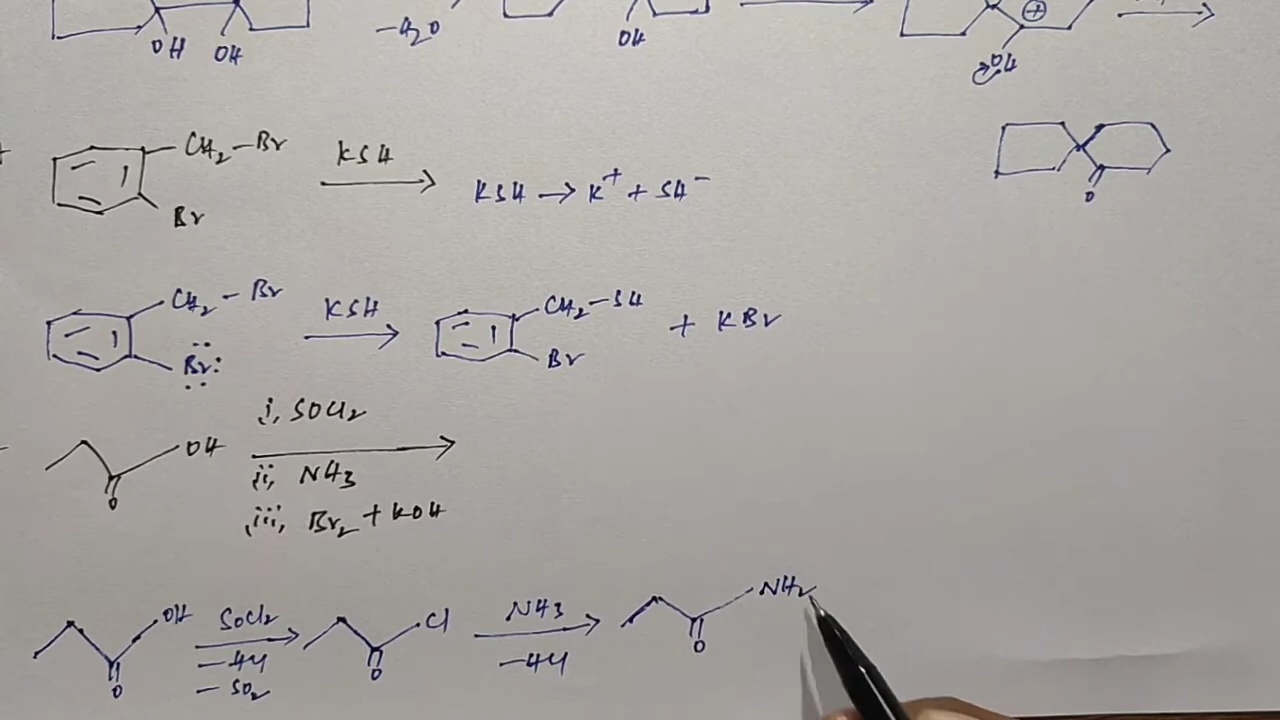 OH OH
-H2O
OH
⊕
OH
CH2-Br
Br
KSH
KSH → K+ + SH-
O
CH2-Br
Br
KSH
CH2-SH
Br
+ KBr
OH
O
i, SOCl2
ii, NH3
iii, Br2 + KOH
OH
O
SOCl2
-HCl
-SO2
Cl
O
NH3
-HCl
NH2
O